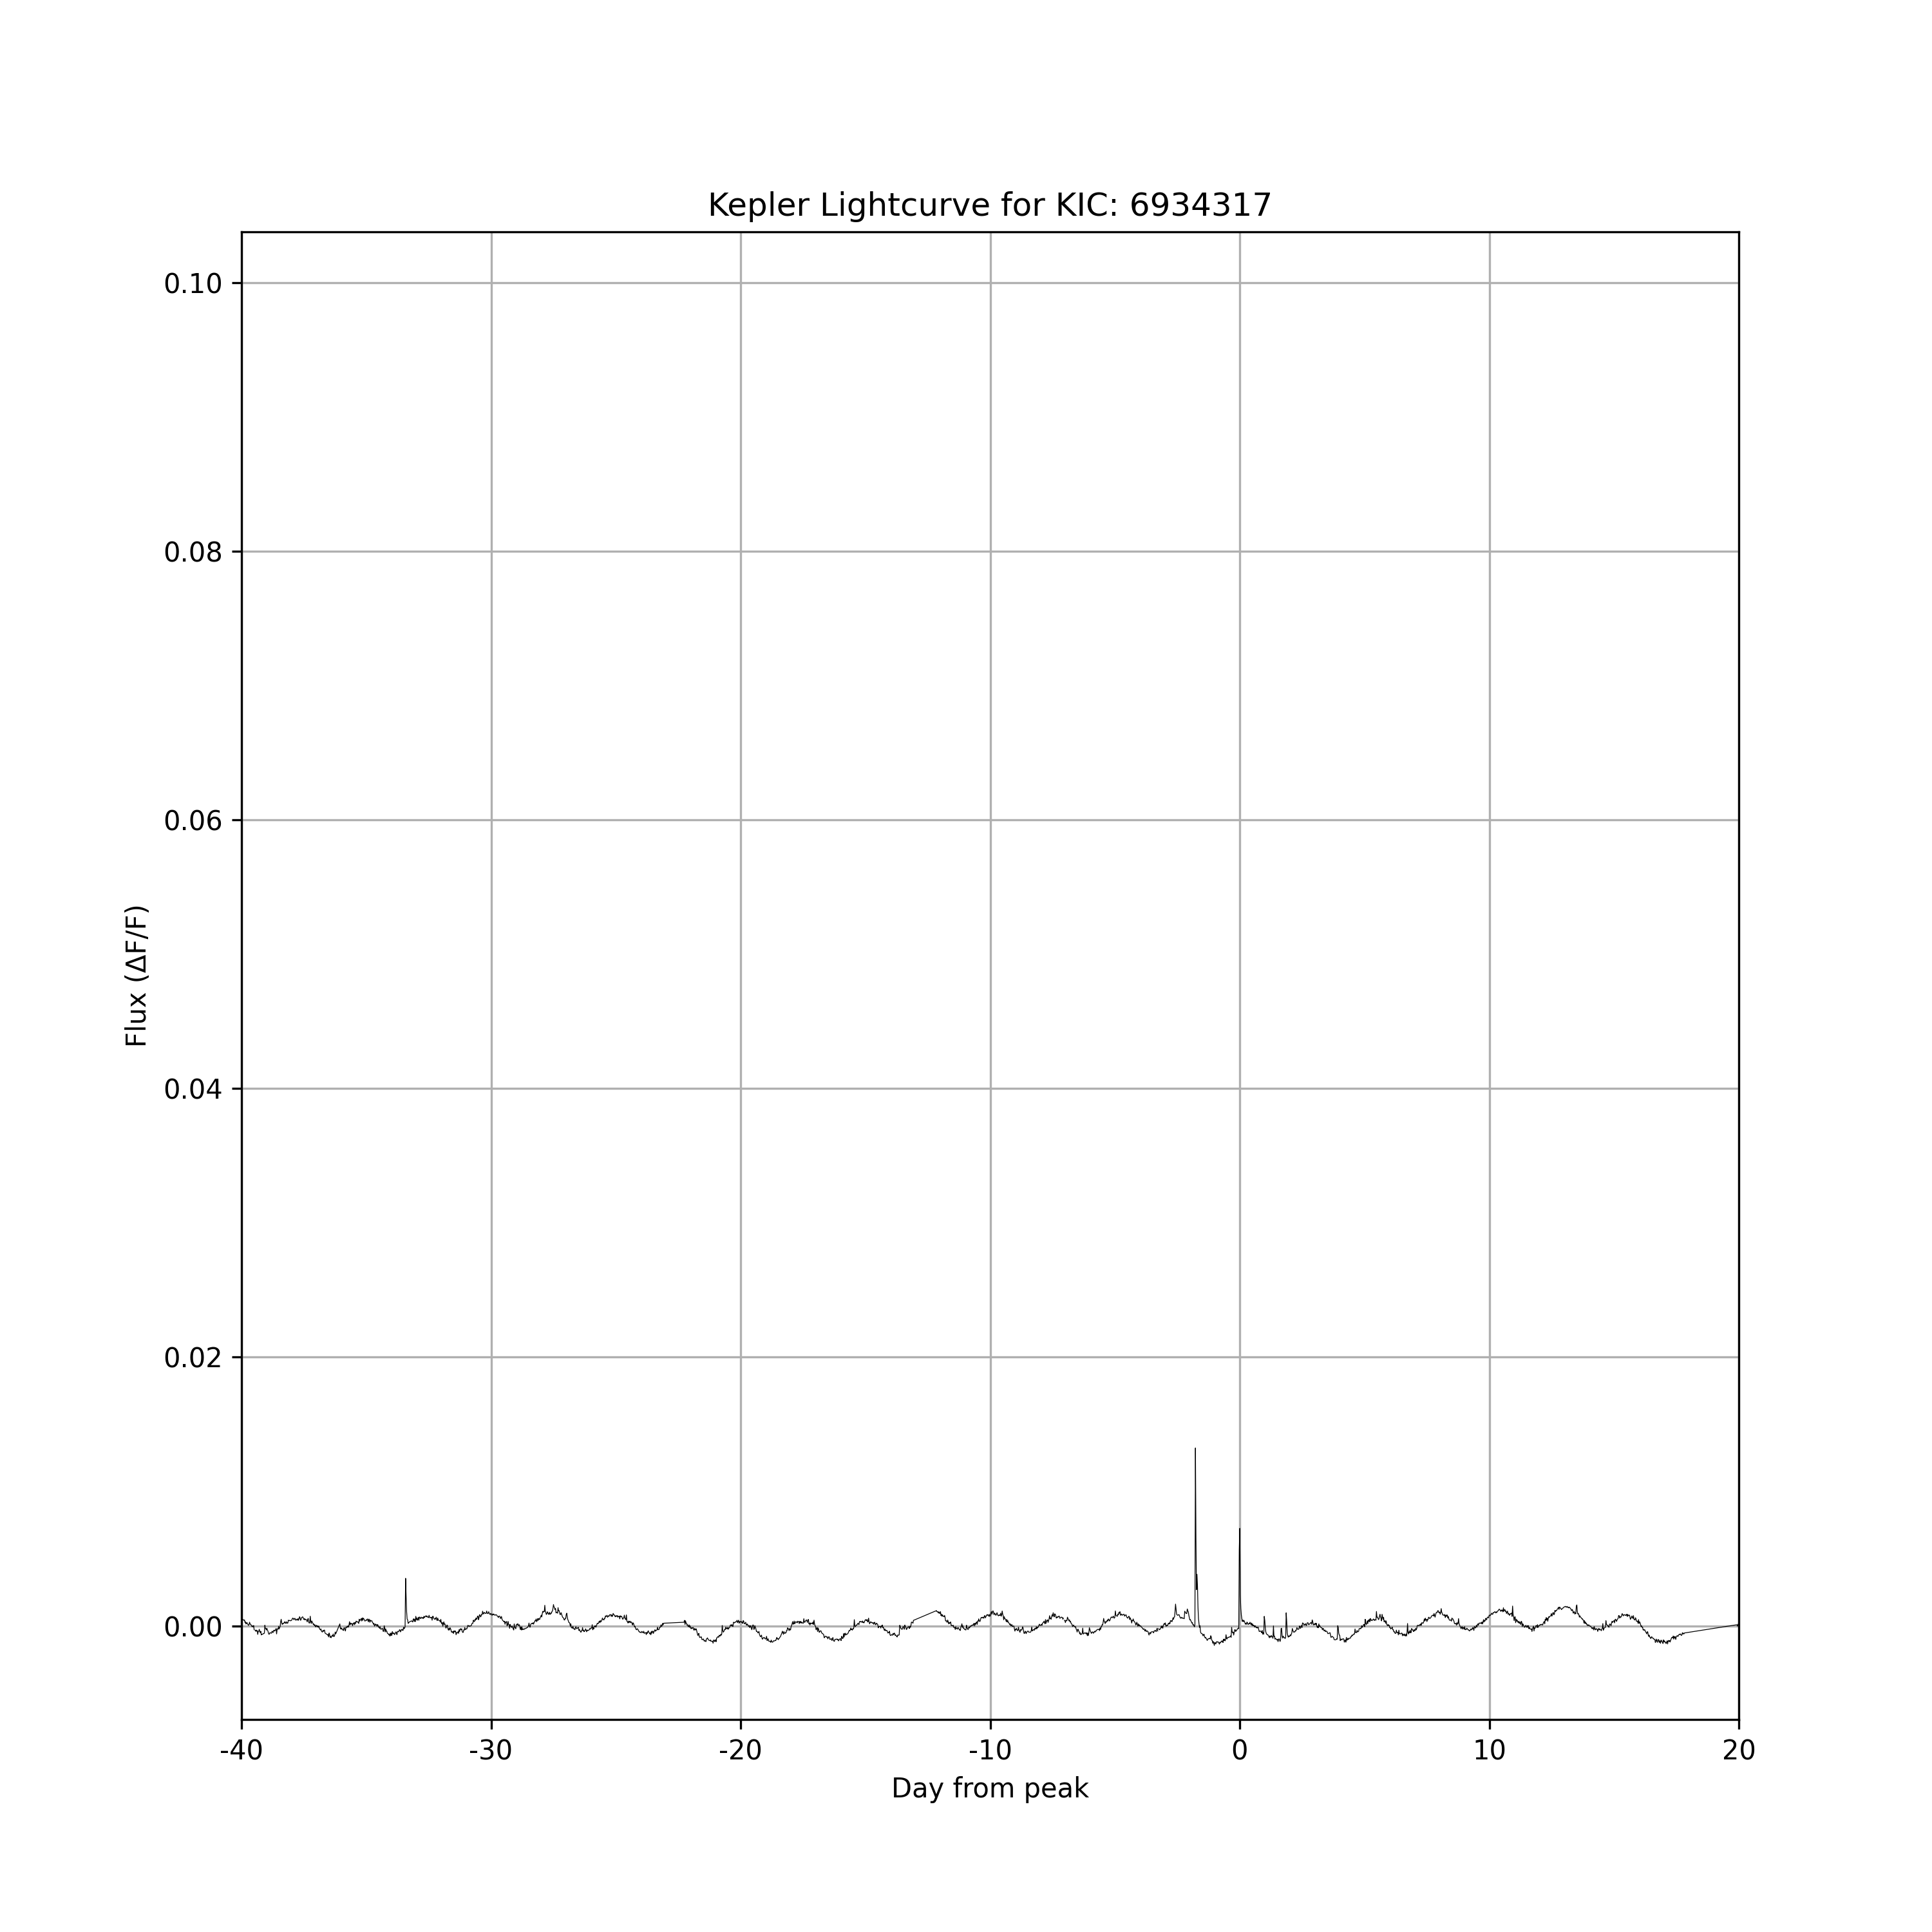 Kepler Lightcurve for KIC: 6934317
0.10
0.08
0.06
0.04
0.02
0.00
Flux (ΔF/F)
-40 -30 -20 -10 0 10 20
Day from peak